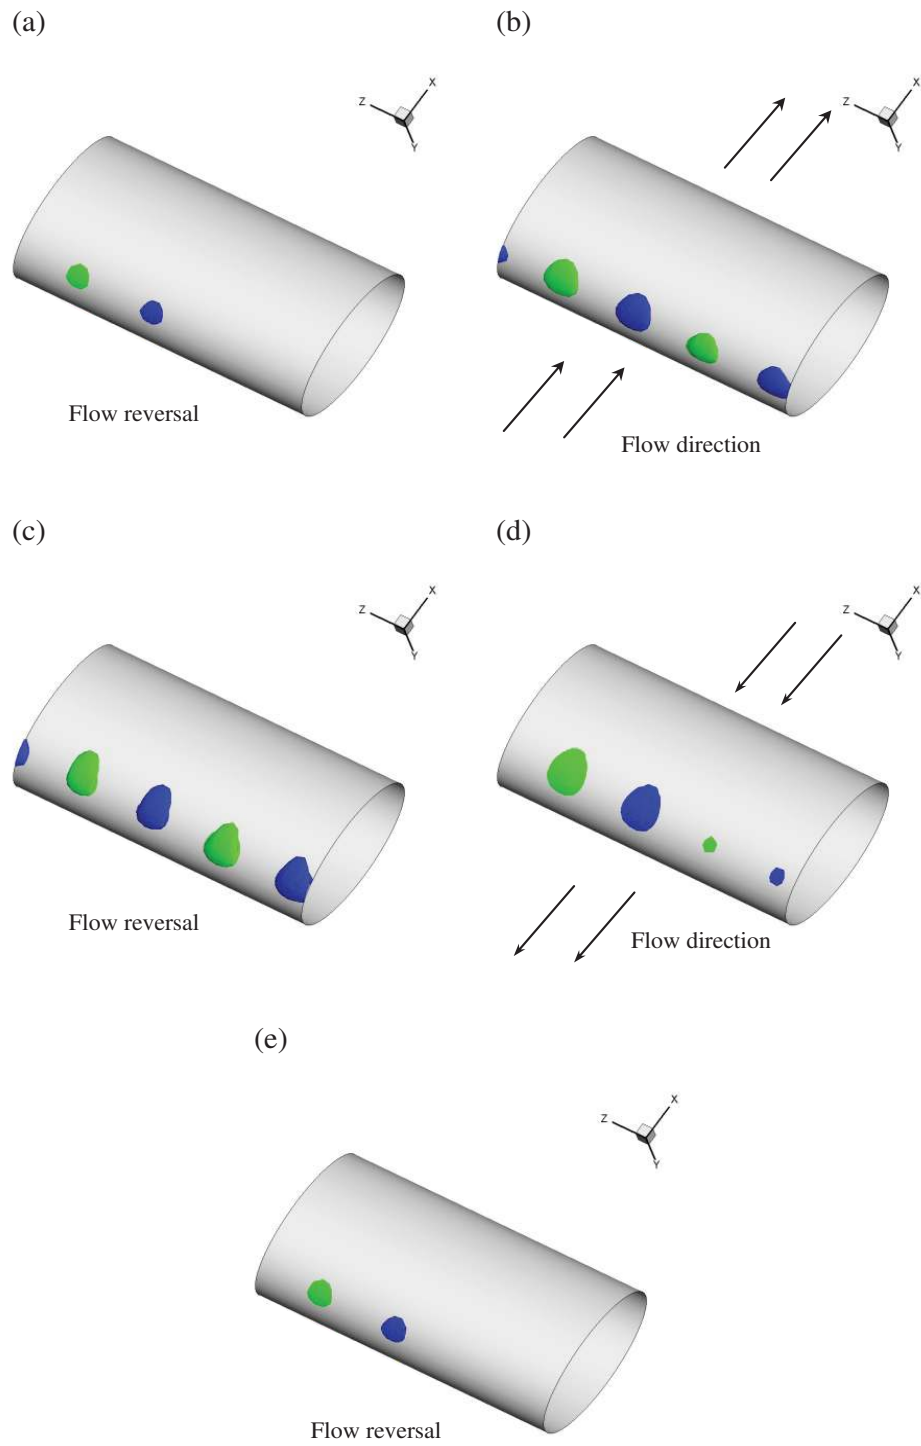 (a)
(b)
Z
X
Y
Z
X
Y
Flow reversal
Flow direction
(c)
(d)
Z
X
Y
Z
X
Y
Flow reversal
Flow direction
(e)
Z
X
Y
Flow reversal